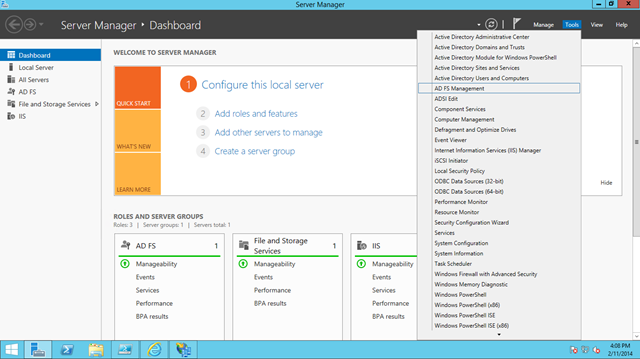 Server Manager
Server Manager • Dashboard
Manage Tools View Help
Dashboard
Local Server
All Servers
AD FS
File and Storage Services
IIS
WELCOME TO SERVER MANAGER
QUICK START
WHAT'S NEW
LEARN MORE
1 Configure this local server
2 Add roles and features
3 Add other servers to manage
4 Create a server group
Hide
ROLES AND SERVER GROUPS
Roles: 3 | Server groups: 1 | Servers total: 1
AD FS 1
Manageability
Events
Services
Performance
BPA results
File and Storage Services 1
Manageability
Events
Services
Performance
BPA results
IIS
Manageability
Events
Services
Performance
BPA results
Active Directory Administrative Center
Active Directory Domains and Trusts
Active Directory Module for Windows PowerShell
Active Directory Sites and Services
Active Directory Users and Computers
AD FS Management
ADSI Edit
Component Services
Computer Management
Defragment and Optimize Drives
Event Viewer
Internet Information Services (IIS) Manager
iSCSI Initiator
Local Security Policy
ODBC Data Sources (32-bit)
ODBC Data Sources (64-bit)
Performance Monitor
Resource Monitor
Security Configuration Wizard
Services
System Configuration
System Information
Task Scheduler
Windows Firewall with Advanced Security
Windows Memory Diagnostic
Windows PowerShell
Windows PowerShell (x86)
Windows PowerShell ISE
Windows PowerShell ISE (x86)
4:08 PM
2/11/2014